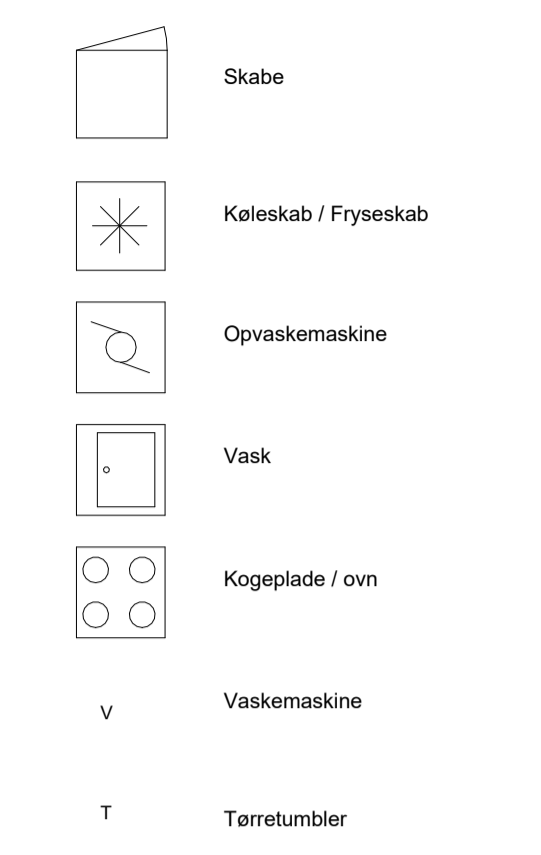 Skabe
Køleskab / Fryseskab
Opvaskemaskine
Vask
Kogeplade / ovn
V Vaskemaskine
T Tørretumbler